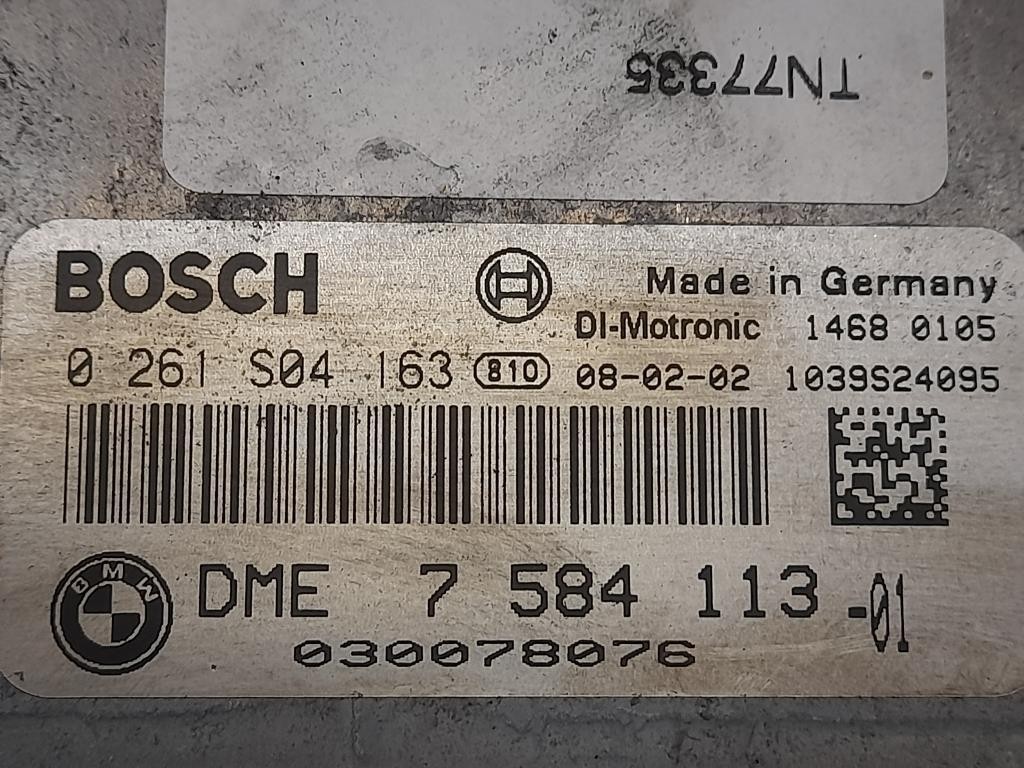 TN77335
BOSCH
Made in Germany
DI-Motronic 1468 0105
0 261 S04 163 810 08-02-02 1039S24095
BMW DME 7 584 113 -01
030078076